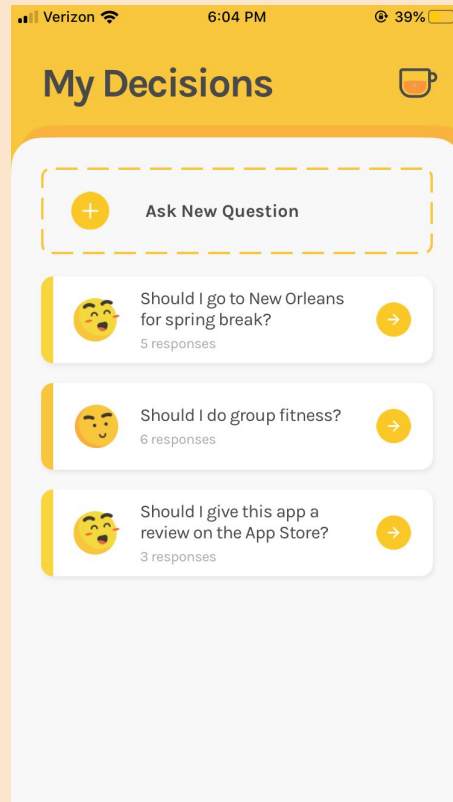 Verizon 6:04 PM 39%
My Decisions
Ask New Question
Should I go to New Orleans
for spring break?
5 responses
Should I do group fitness?
6 responses
Should I give this app a
review on the App Store?
3 responses